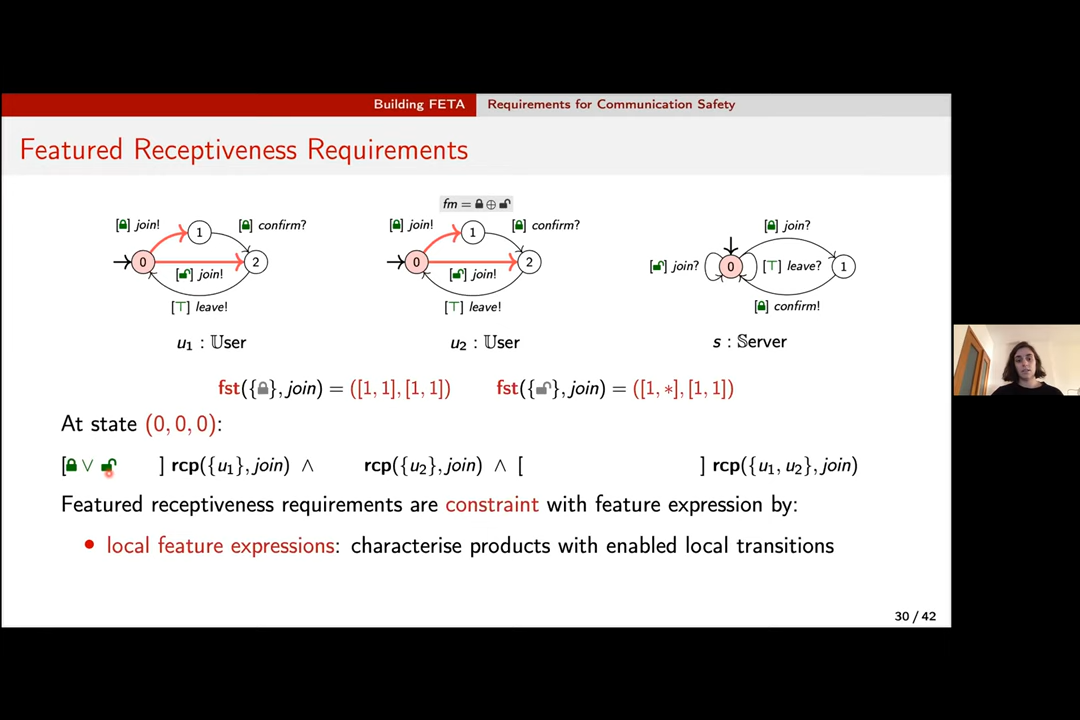 Building FETA Requirements for Communication Safety
Featured Receptiveness Requirements
fm = 🔒 ⊕ 🔓
[🔒] join! 1 [🔒] confirm?
0 2
[🔓] join!
[⊤] leave!
u₁ : 𝕌ser
[🔒] join! 1 [🔒] confirm?
0 2
[🔓] join!
[⊤] leave!
u₂ : 𝕌ser
[🔒] join?
[🔓] join? 0 [⊤] leave? 1
[🔒] confirm!
s : 𝕊erver
fst({🔒}, join) = ([1, 1], [1, 1]) fst({🔓}, join) = ([1, *], [1, 1])
At state (0, 0, 0):
[🔒 ∨ 🔓 ] rcp({u₁}, join) ∧ rcp({u₂}, join) ∧ [ ] rcp({u₁, u₂}, join)
Featured receptiveness requirements are constraint with feature expression by:
• local feature expressions: characterise products with enabled local transitions
30 / 42